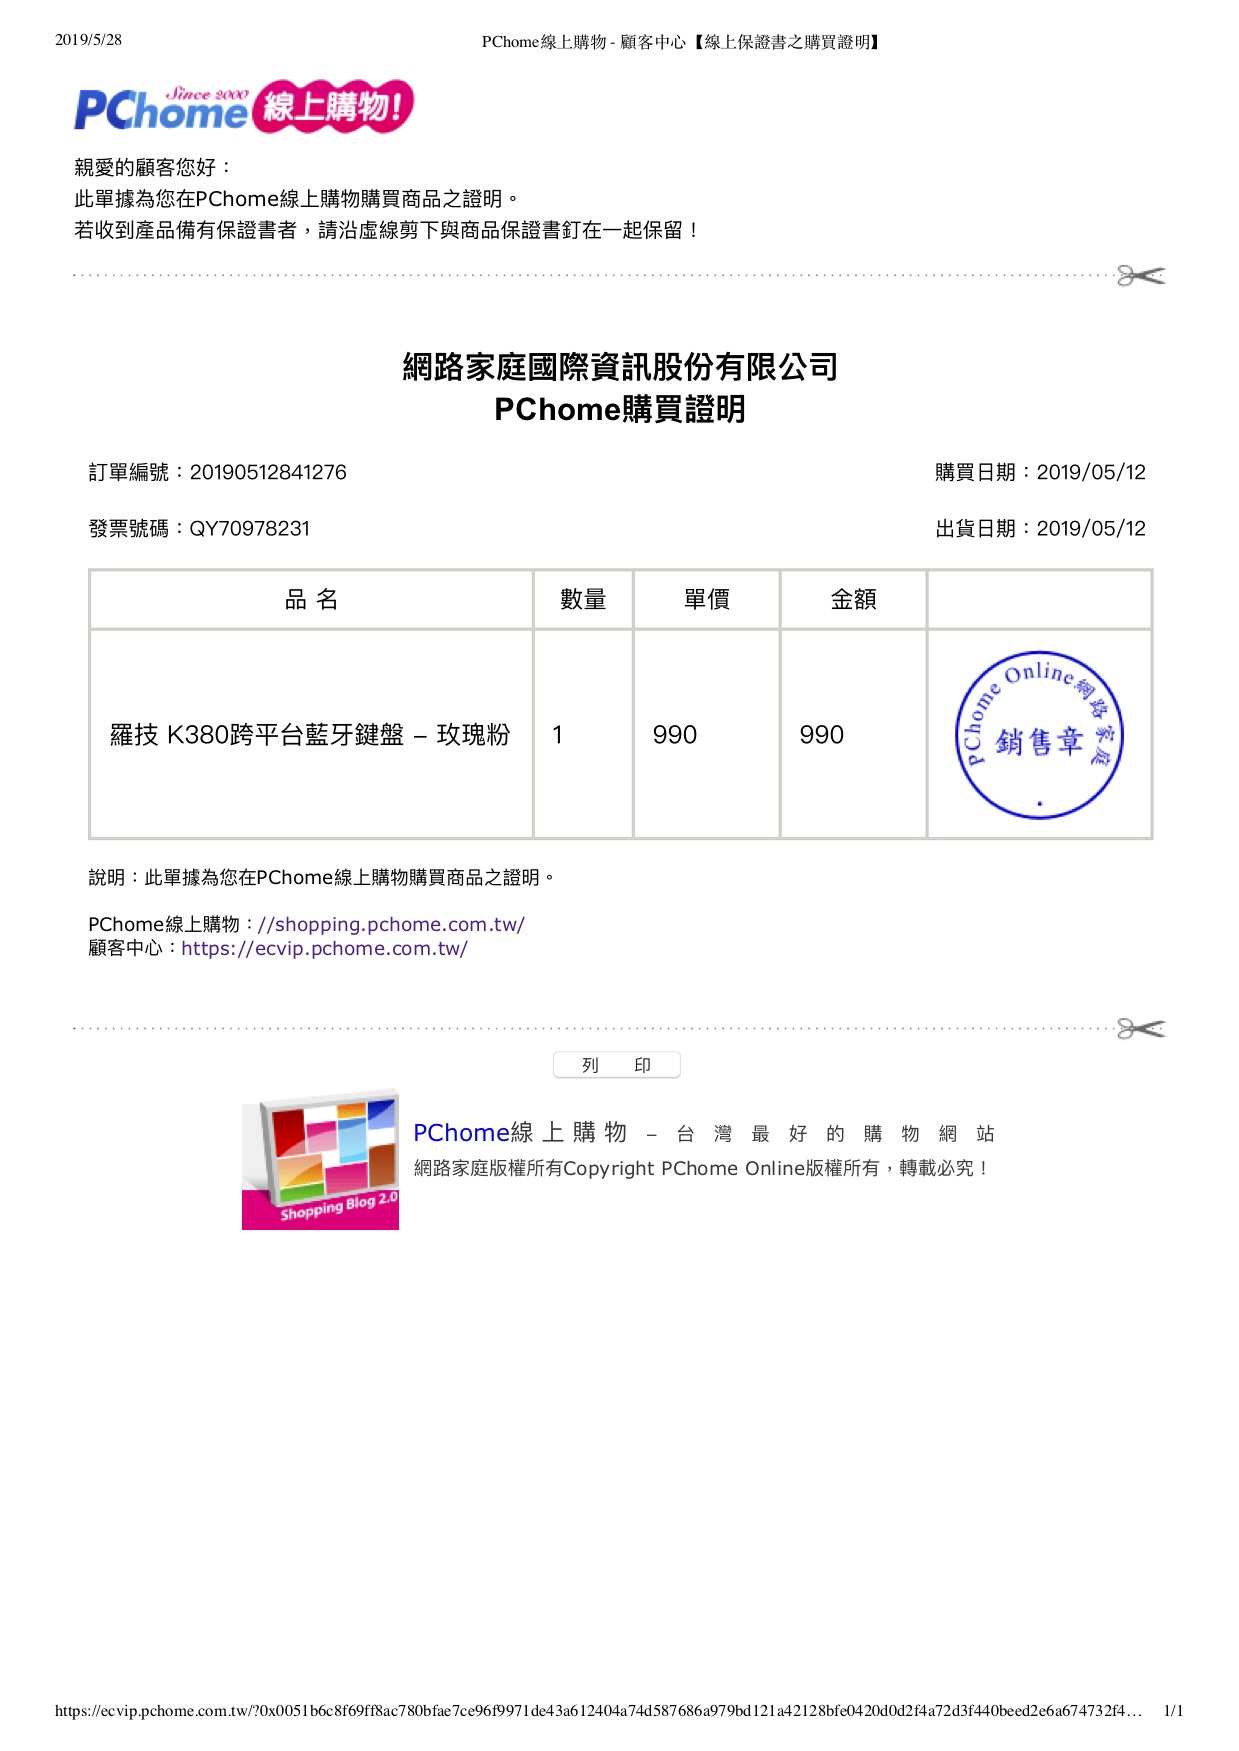 2019/5/28 PChome線上購物 - 顧客中心【線上保證書之購買證明】
Since 2000
PChome 線上購物!
親愛的顧客您好：
此單據為您在PChome線上購物購買商品之證明。
若收到產品備有保證書者，請沿虛線剪下與商品保證書釘在一起保留！
網路家庭國際資訊股份有限公司
PChome購買證明
訂單編號：20190512841276 購買日期：2019/05/12
發票號碼：QY70978231 出貨日期：2019/05/12
品 名 數量 單價 金額
羅技 K380跨平台藍牙鍵盤 – 玫瑰粉 1 990 990
PChome Online網路家庭
銷售章
說明：此單據為您在PChome線上購物購買商品之證明。
PChome線上購物：//shopping.pchome.com.tw/
顧客中心：https://ecvip.pchome.com.tw/
列 印
PChome線上購物 – 台灣最好的購物網站
網路家庭版權所有Copyright PChome Online版權所有，轉載必究！
Shopping Blog 2.0
https://ecvip.pchome.com.tw/?0x0051b6c8f69ff8ac780bfae7ce96f9971de43a612404a74d587686a979bd121a42128bfe0420d0d2f4a72d3f440beed2e6a674732f4… 1/1